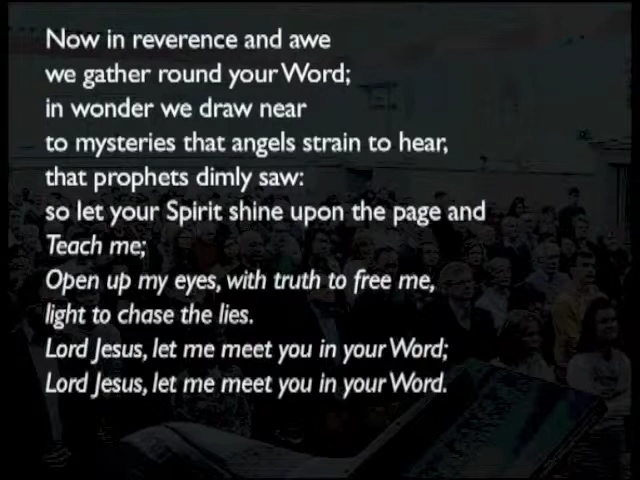 Now in reverence and awe
we gather round your Word;
in wonder we draw near
to mysteries that angels strain to hear,
that prophets dimly saw:
so let your Spirit shine upon the page and
Teach me;
Open up my eyes, with truth to free me,
light to chase the lies.
Lord Jesus, let me meet you in your Word;
Lord Jesus, let me meet you in your Word.